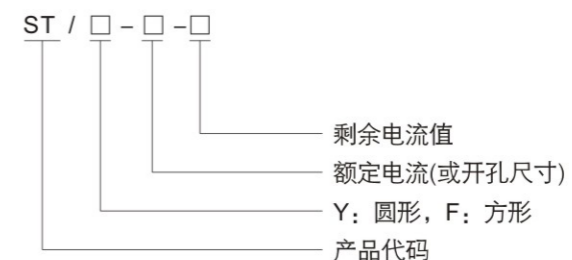 ST / □ - □ - □
剩余电流值
额定电流(或开孔尺寸)
Y：圆形，F：方形
产品代码